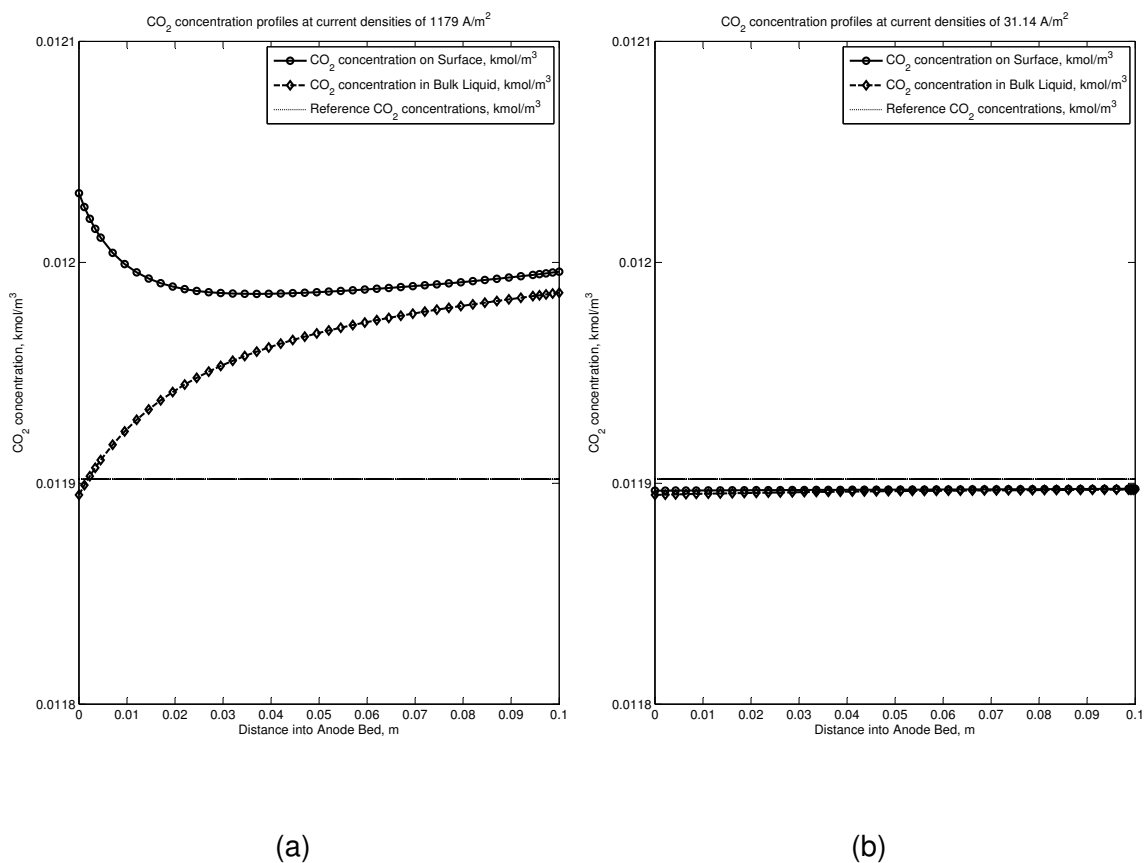 CO2 concentration profiles at current densities of 1179 A/m2
CO2 concentration on Surface, kmol/m3
CO2 concentration in Bulk Liquid, kmol/m3
Reference CO2 concentrations, kmol/m3
0.0121
0.012
0.0119
0.0118
CO2 concentration, kmol/m3
0 0.01 0.02 0.03 0.04 0.05 0.06 0.07 0.08 0.09 0.1
Distance into Anode Bed, m
(a)
CO2 concentration profiles at current densities of 31.14 A/m2
CO2 concentration on Surface, kmol/m3
CO2 concentration in Bulk Liquid, kmol/m3
Reference CO2 concentrations, kmol/m3
0.0121
0.012
0.0119
0.0118
CO2 concentration, kmol/m3
0 0.01 0.02 0.03 0.04 0.05 0.06 0.07 0.08 0.09 0.1
Distance into Anode Bed, m
(b)